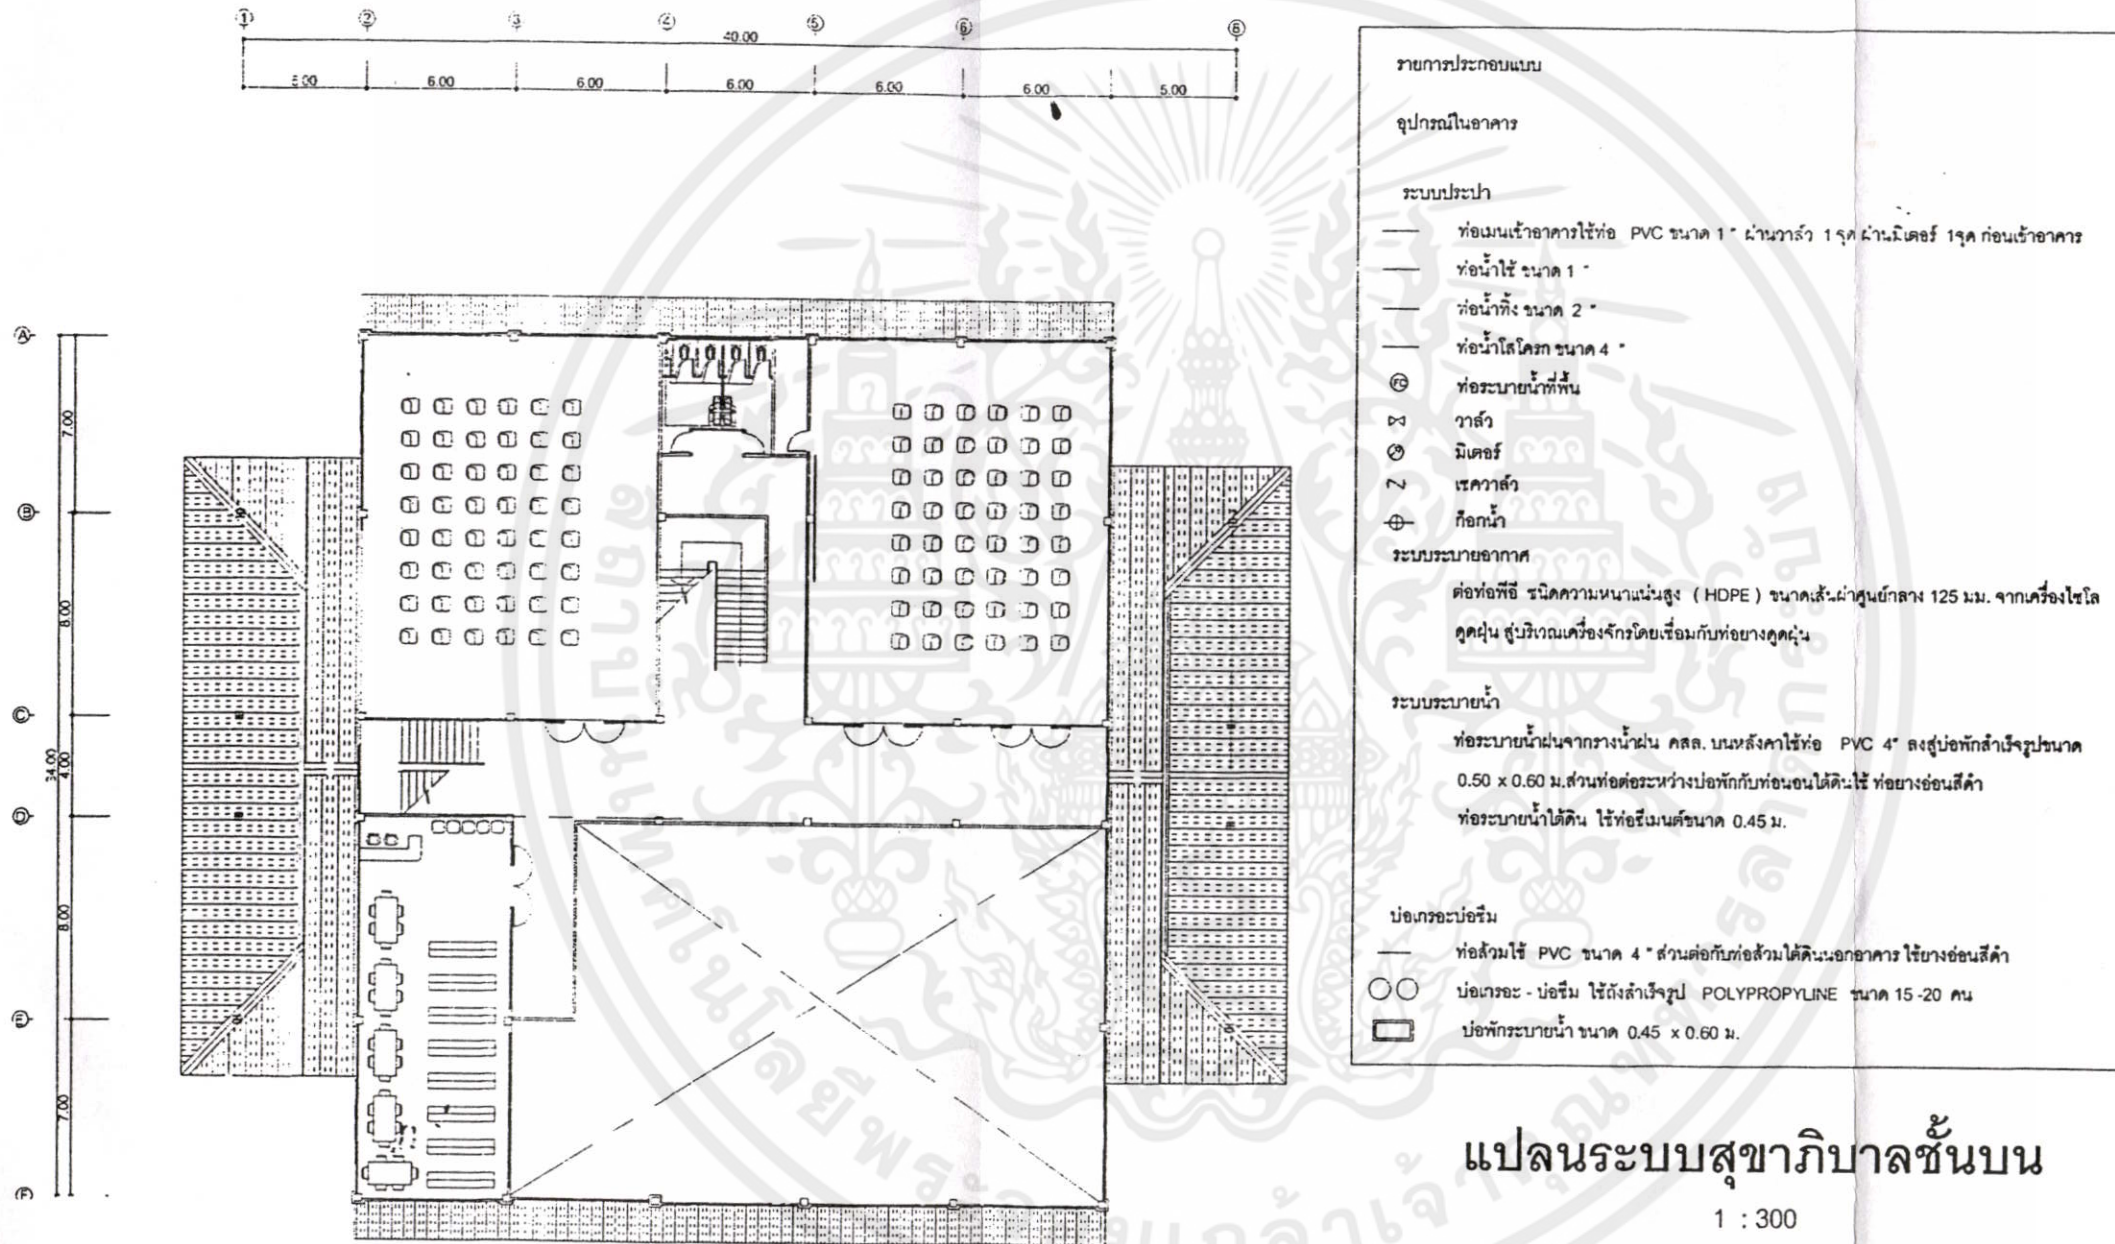 1 2 3 4 5 6 8
40.00
5.00 6.00 6.00 6.00 6.00 6.00 5.00
A
B
C
D
E
F
7.00
8.00
34.00
4.00
8.00
7.00
รายการประกอบแบบ
อุปกรณ์ในอาคาร
ระบบประปา
ท่อเมนเข้าอาคารใช้ท่อ PVC ขนาด 1 " ผ่านวาล์ว 1จุด ผ่านมิเตอร์ 1จุด ก่อนเข้าอาคาร
ท่อน้ำใช้ ขนาด 1 "
ท่อน้ำทิ้ง ขนาด 2 "
ท่อน้ำโสโครก ขนาด 4 "
ท่อระบายน้ำที่พื้น
วาล์ว
มิเตอร์
เชควาล์ว
ก๊อกน้ำ
ระบบระบายอากาศ
ต่อท่อพีอี ชนิดความหนาแน่นสูง ( HDPE ) ขนาดเส้นผ่าศูนย์กลาง 125 มม. จากเครื่องไซโล
ดูดฝุ่น สู่บริเวณเครื่องจักรโดยเชื่อมกับท่อยางดูดฝุ่น
ระบบระบายน้ำ
ท่อระบายน้ำฝนจากรางน้ำฝน คสล. บนหลังคาใช้ท่อ PVC 4" ลงสู่บ่อพักสำเร็จรูปขนาด
0.50 x 0.60 ม.ส่วนท่อต่อระหว่างบ่อพักกับท่อนอนใต้ดินใช้ ท่อยางอ่อนสีดำ
ท่อระบายน้ำใต้ดิน ใช้ท่อซีเมนต์ขนาด 0.45 ม.
บ่อเกรอะบ่อซึม
ท่อส้วมใช้ PVC ขนาด 4 " ส่วนต่อกับท่อส้วมใต้ดินนอกอาคาร ใช้ยางอ่อนสีดำ
บ่อเกรอะ - บ่อซึม ใช้ถังสำเร็จรูป POLYPROPYLINE ขนาด 15 -20 คน
บ่อพักระบายน้ำ ขนาด 0.45 x 0.60 ม.
แปลนระบบสุขาภิบาลชั้นบน
1 : 300